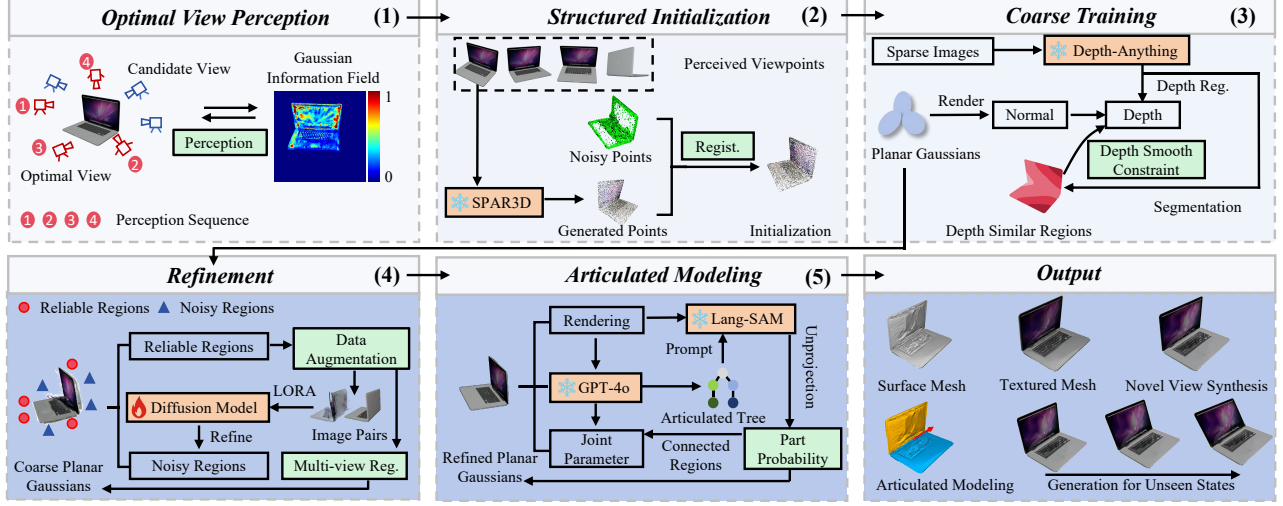 Optimal View Perception (1)
4
Candidate View
Gaussian
Information Field
1
1
Perception
3
2
0
Optimal View
1 2 3 4 Perception Sequence
Structured Initialization (2)
Perceived Viewpoints
Noisy Points
Regist.
SPAR3D
Generated Points
Initialization
Coarse Training (3)
Sparse Images
Depth-Anything
Depth Reg.
Render
Normal
Depth
Planar Gaussians
Depth Smooth
Constraint
Segmentation
Depth Similar Regions
Refinement (4)
Reliable Regions
Noisy Regions
Reliable Regions
Data
Augmentation
LORA
Diffusion Model
Image Pairs
Refine
Noisy Regions
Multi-view Reg.
Coarse Planar
Gaussians
Articulated Modeling (5)
Rendering
Lang-SAM
Prompt
Unprojection
GPT-4o
Articulated Tree
Joint
Parameter
Connected
Regions
Part
Probability
Refined Planar
Gaussians
Output
Surface Mesh
Textured Mesh
Novel View Synthesis
Articulated Modeling
Generation for Unseen States